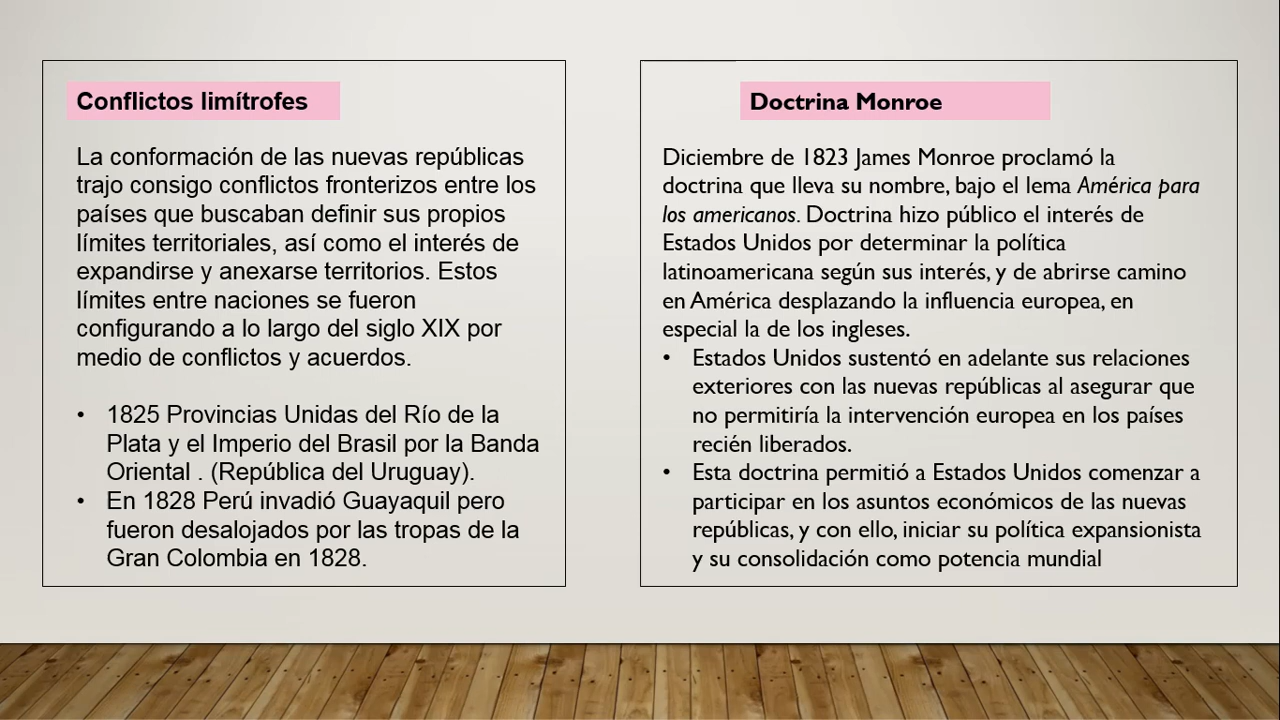 Conflictos limítrofes
La conformación de las nuevas repúblicas
trajo consigo conflictos fronterizos entre los
países que buscaban definir sus propios
límites territoriales, así como el interés de
expandirse y anexarse territorios. Estos
límites entre naciones se fueron
configurando a lo largo del siglo XIX por
medio de conflictos y acuerdos.
• 1825 Provincias Unidas del Río de la
Plata y el Imperio del Brasil por la Banda
Oriental . (República del Uruguay).
• En 1828 Perú invadió Guayaquil pero
fueron desalojados por las tropas de la
Gran Colombia en 1828.
Doctrina Monroe
Diciembre de 1823 James Monroe proclamó la
doctrina que lleva su nombre, bajo el lema América para
los americanos. Doctrina hizo público el interés de
Estados Unidos por determinar la política
latinoamericana según sus interés, y de abrirse camino
en América desplazando la influencia europea, en
especial la de los ingleses.
• Estados Unidos sustentó en adelante sus relaciones
exteriores con las nuevas repúblicas al asegurar que
no permitiría la intervención europea en los países
recién liberados.
• Esta doctrina permitió a Estados Unidos comenzar a
participar en los asuntos económicos de las nuevas
repúblicas, y con ello, iniciar su política expansionista
y su consolidación como potencia mundial